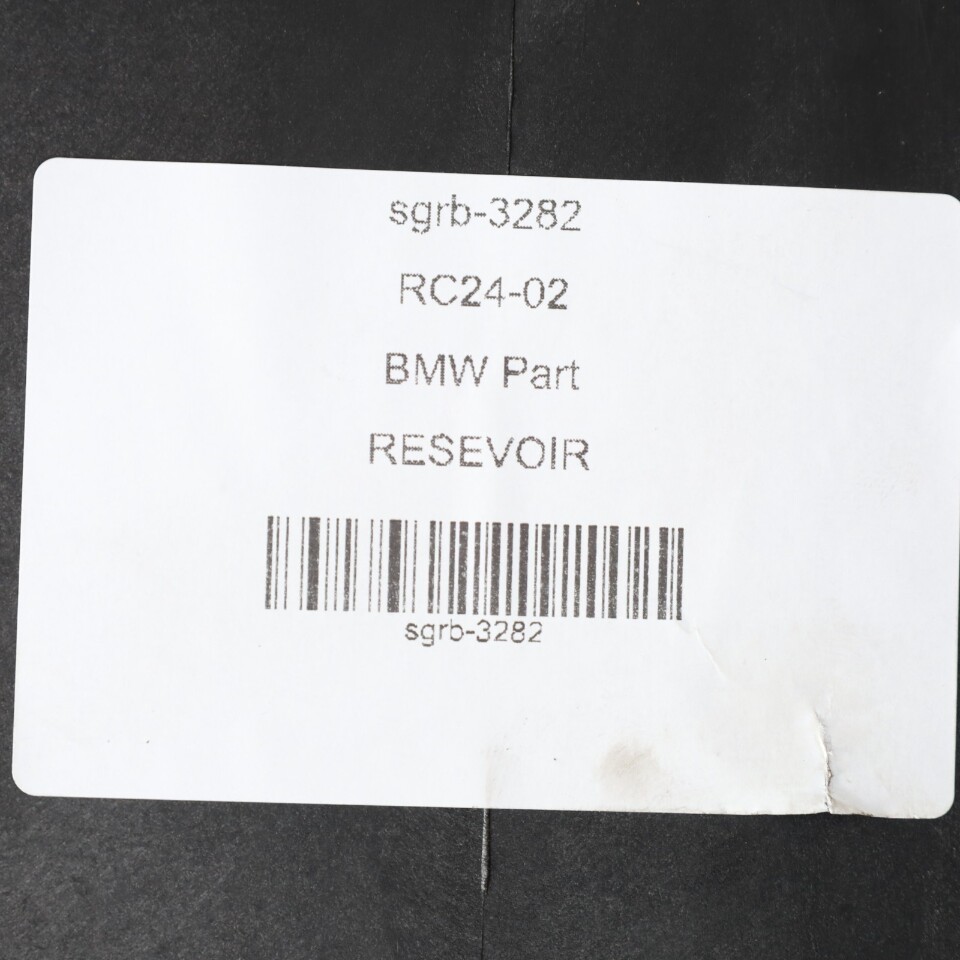 sgrb-3282
RC24-02
BMW Part
RESEVOIR
sgrb-3282